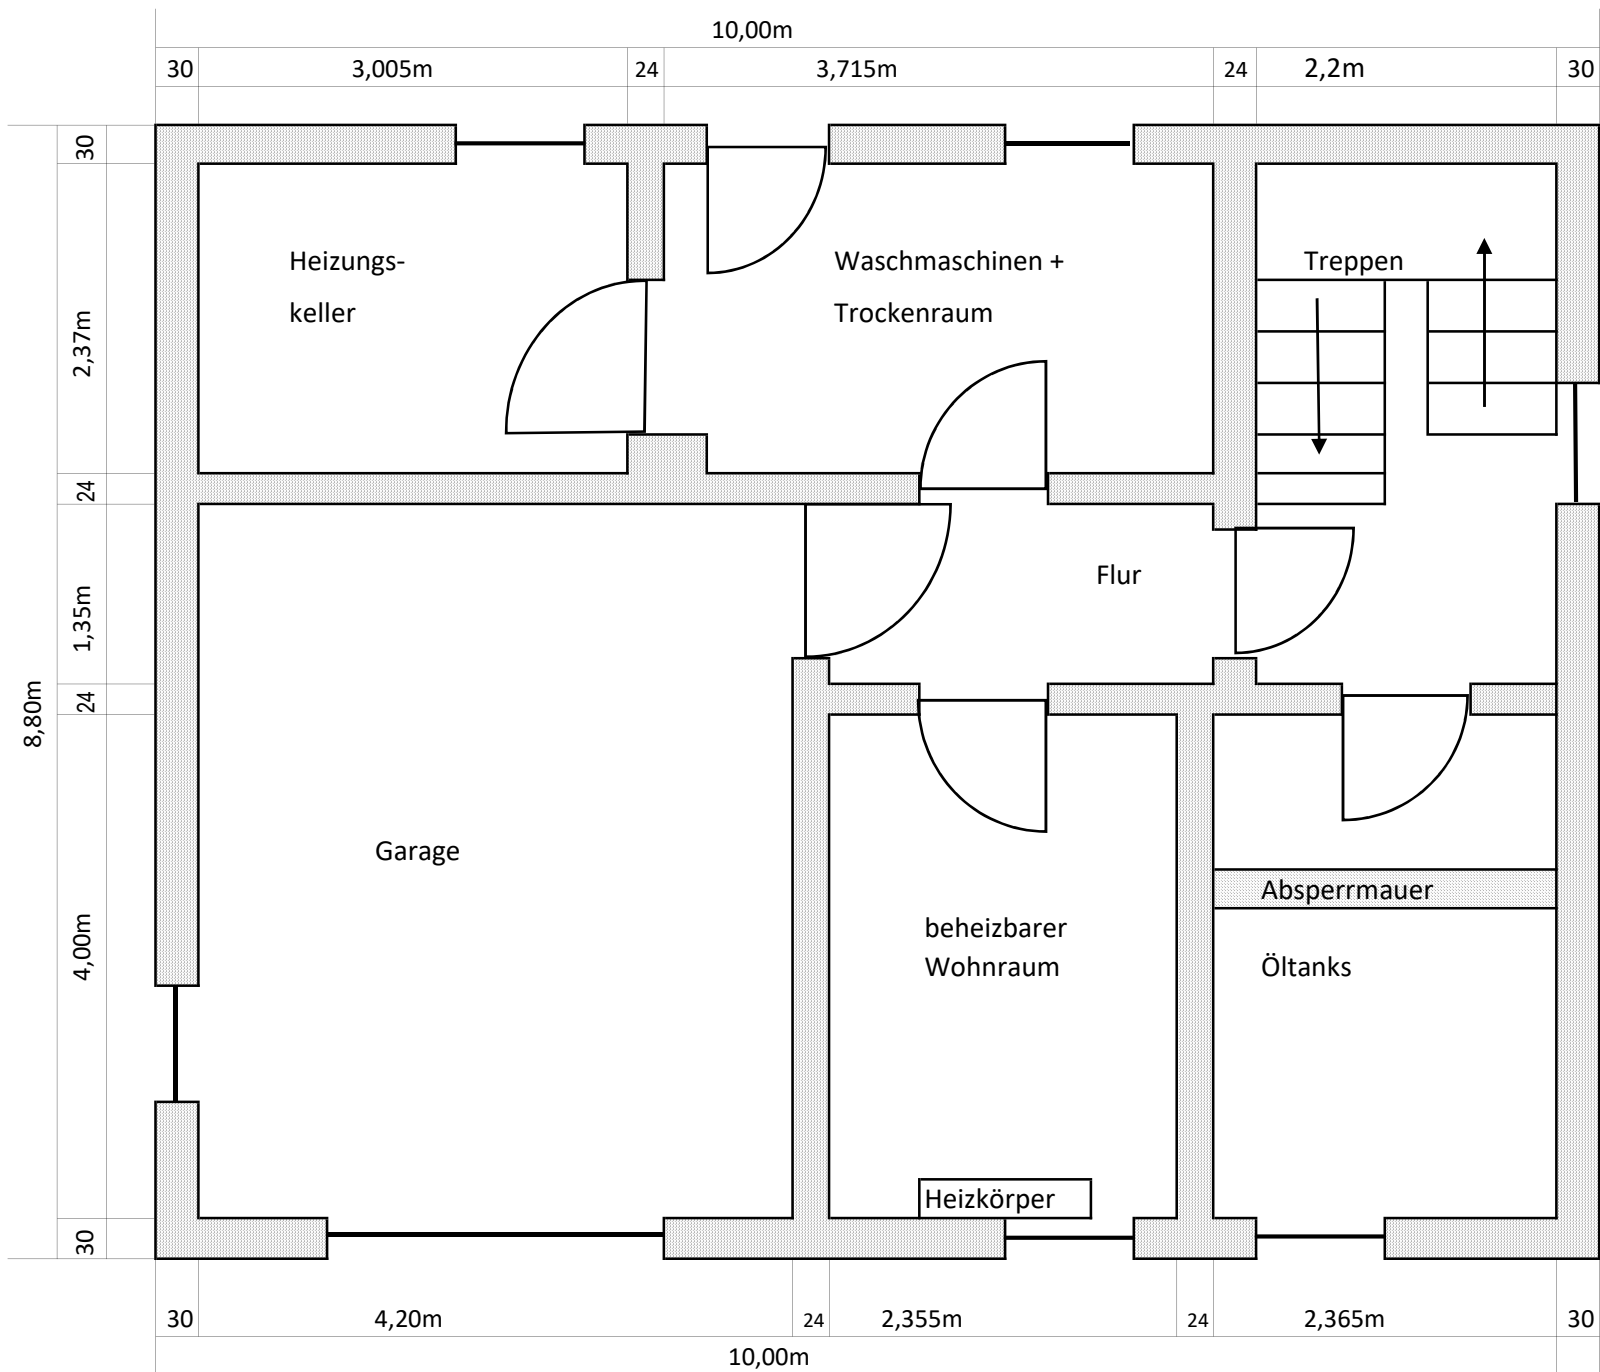 10,00m
30 3,005m 24 3,715m 24 2,2m 30
30
Heizungs-
keller
Waschmaschinen +
Trockenraum
Treppen
2,37m
24
Flur
1,35m
24
8,80m
Garage
Absperrmauer
beheizbarer
Wohnraum
Öltanks
4,00m
Heizkörper
30
30 4,20m 24 2,355m 24 2,365m 30
10,00m